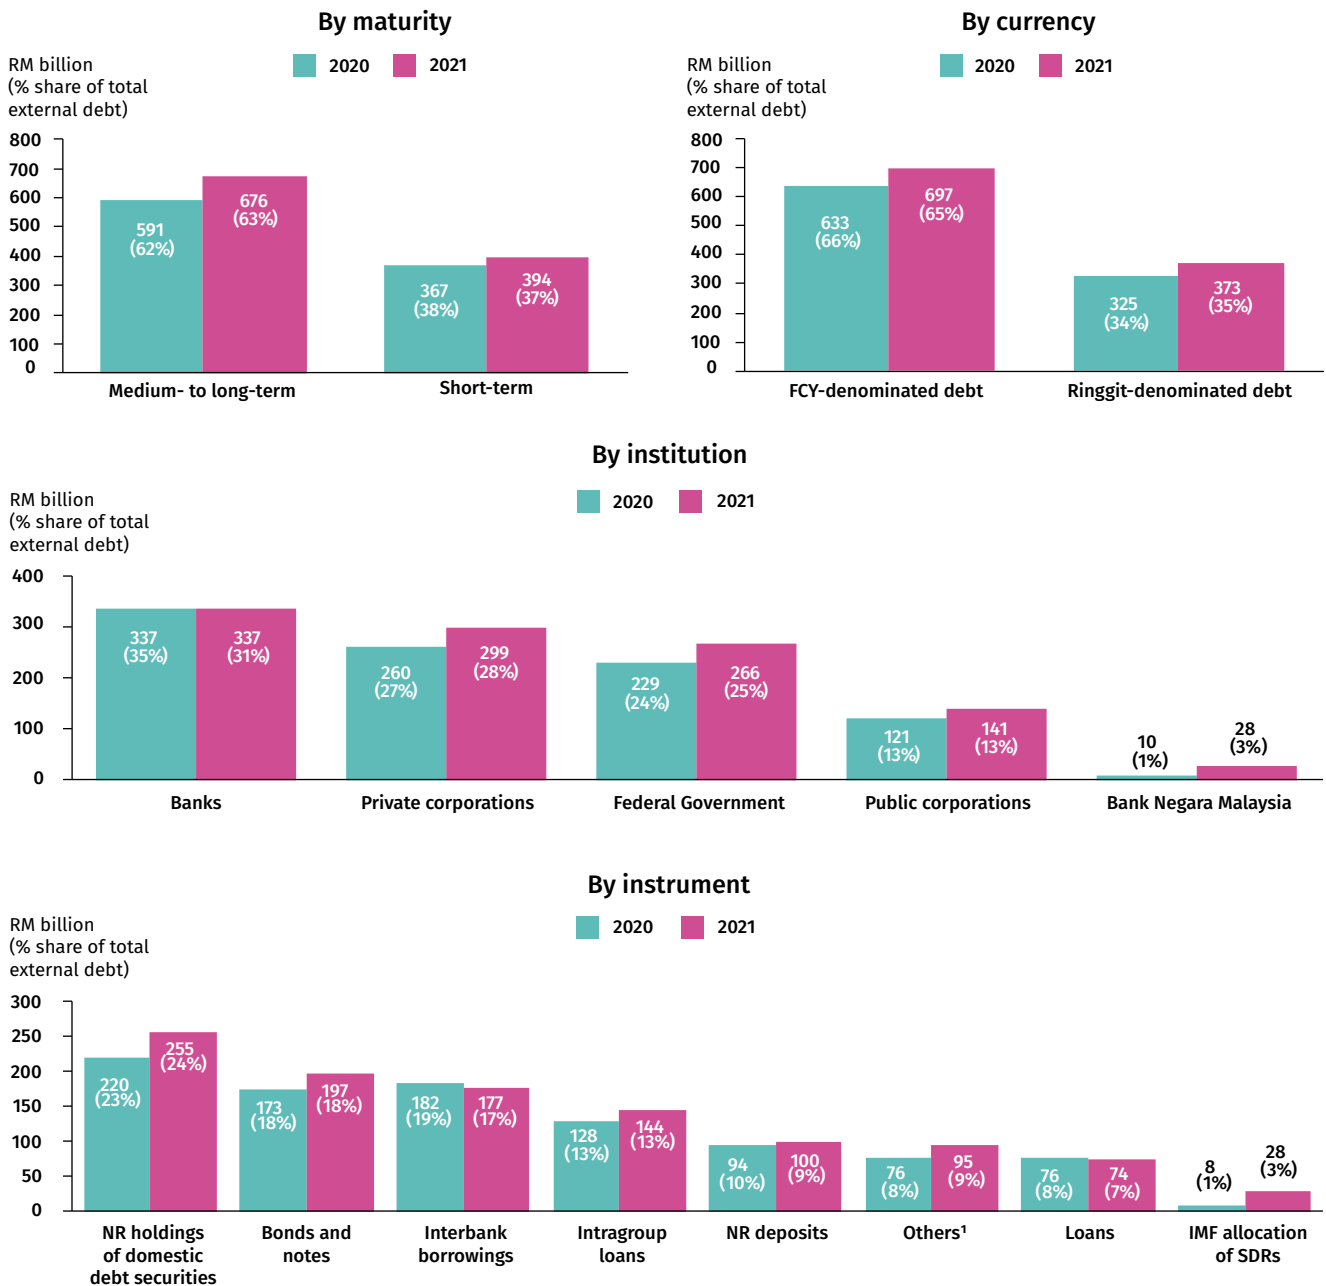 By maturity
RM billion
(% share of total
external debt)
2020
2021
800
700
600
500
400
300
200
100
0
591
(62%)
676
(63%)
367
(38%)
394
(37%)
Medium- to long-term
Short-term
By currency
RM billion
(% share of total
external debt)
2020
2021
800
700
600
500
400
300
200
100
0
633
(66%)
697
(65%)
325
(34%)
373
(35%)
FCY-denominated debt
Ringgit-denominated debt
By institution
RM billion
(% share of total
external debt)
2020
2021
400
300
200
100
0
337
(35%)
337
(31%)
260
(27%)
299
(28%)
229
(24%)
266
(25%)
121
(13%)
141
(13%)
10
(1%)
28
(3%)
Banks
Private corporations
Federal Government
Public corporations
Bank Negara Malaysia
By instrument
RM billion
(% share of total
external debt)
2020
2021
300
250
200
150
100
50
0
220
(23%)
255
(24%)
173
(18%)
197
(18%)
182
(19%)
177
(17%)
128
(13%)
144
(13%)
94
(10%)
100
(9%)
76
(8%)
95
(9%)
76
(8%)
74
(7%)
8
(1%)
28
(3%)
NR holdings
of domestic
debt securities
Bonds and
notes
Interbank
borrowings
Intragroup
loans
NR deposits
Others¹
Loans
IMF allocation
of SDRs